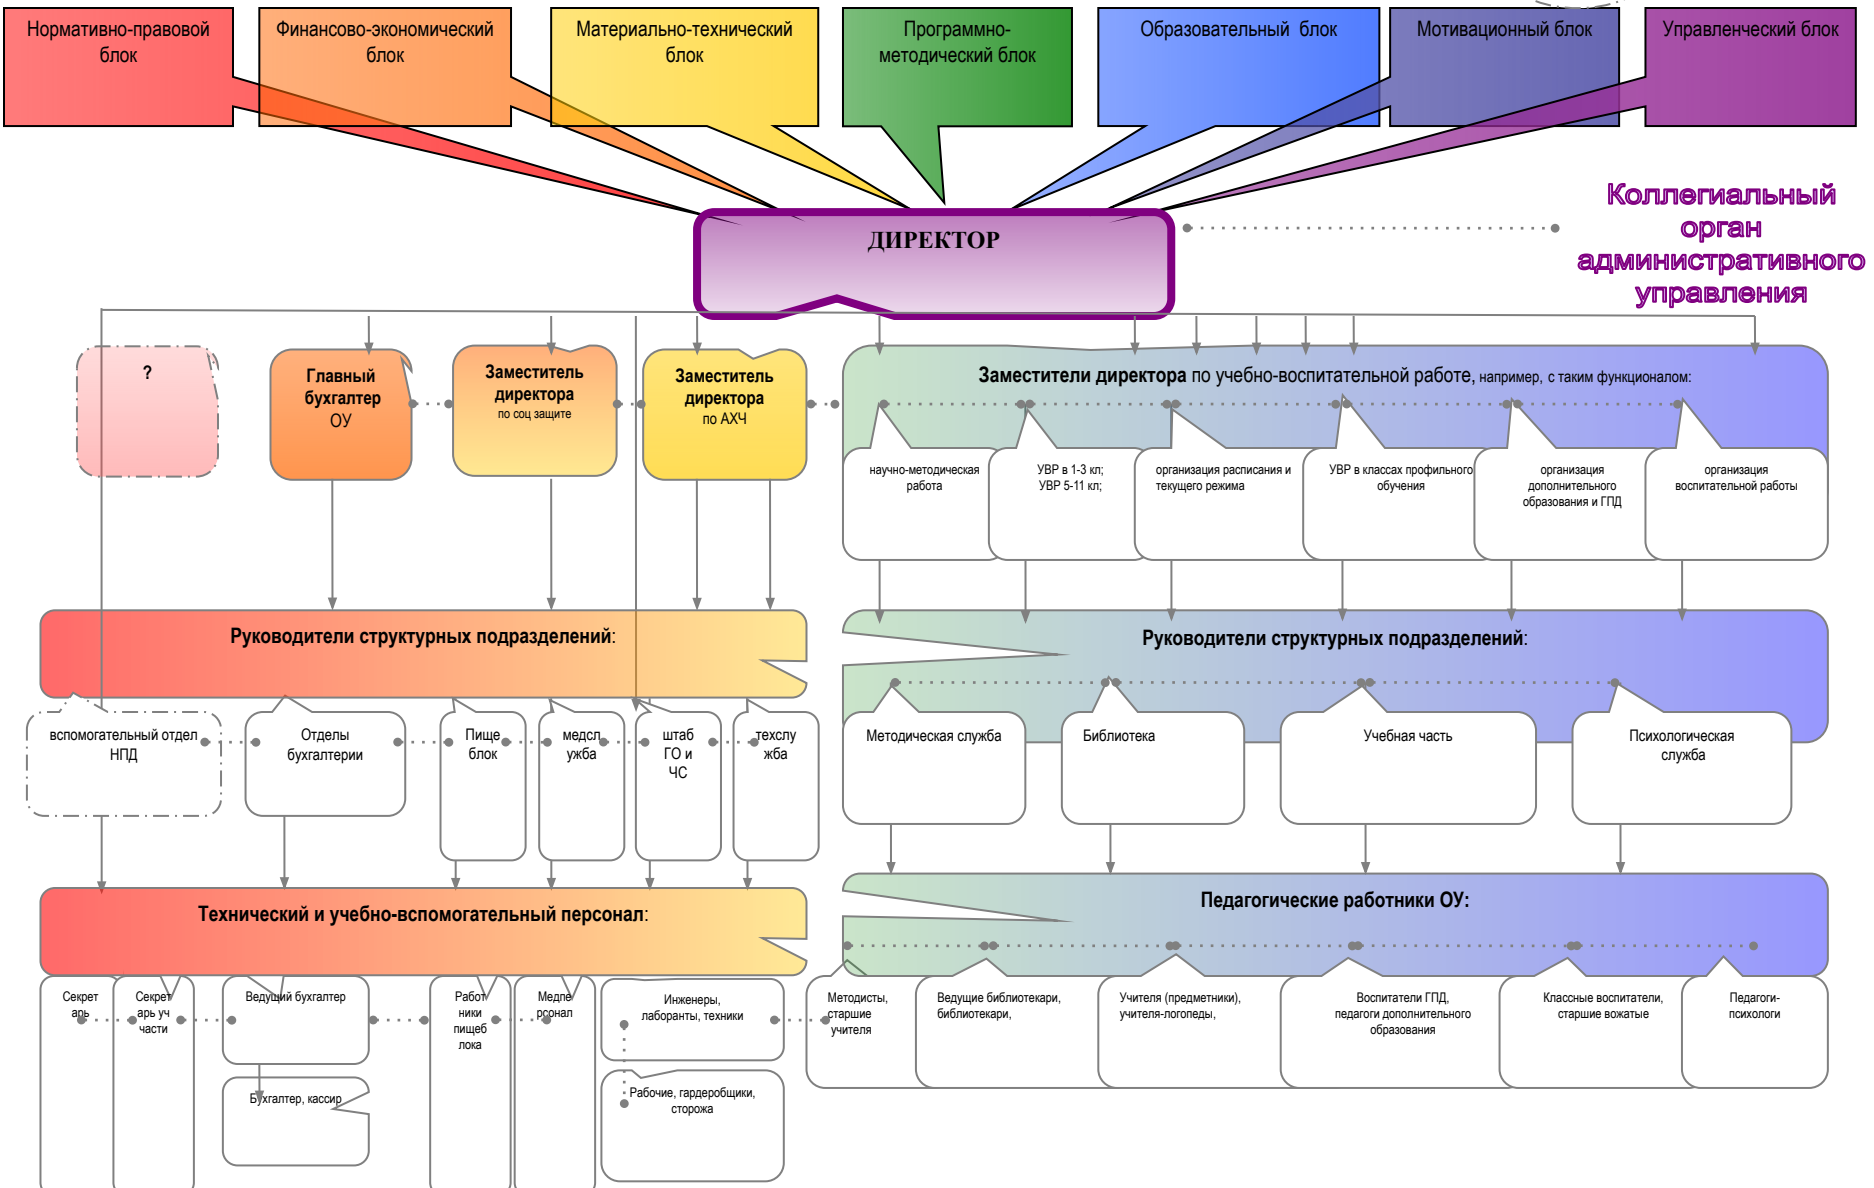 Нормативно-правовой
блок
Финансово-экономический
блок
Материально-технический
блок
Программно-
методический блок
Образовательный блок
Мотивационный блок
Управленческий блок
Коллегиальный
орган
административного
управления
ДИРЕКТОР
?
Главный
бухгалтер
ОУ
Заместитель
директора
по соц защите
Заместитель
директора
по АХЧ
Заместители директора по учебно-воспитательной работе, например, с таким функционалом:
научно-методическая
работа
УВР в 1-3 кл;
УВР 5-11 кл;
организация расписания и
текущего режима
УВР в классах профильного
обучения
организация
дополнительного
образования и ГПД
организация
воспитательной работы
Руководители структурных подразделений:
Руководители структурных подразделений:
вспомогательный отдел
НПД
Отделы
бухгалтерии
Пище
блок
медсл
ужба
штаб
ГО и
ЧС
техслу
жба
Методическая служба
Библиотека
Учебная часть
Психологическая
служба
Технический и учебно-вспомогательный персонал:
Педагогические работники ОУ:
Секрет
арь
Секрет
арь уч
части
Ведущий бухгалтер
Бухгалтер, кассир
Работ
ники
пищеб
лока
Медпе
рсонал
Инженеры,
лаборанты, техники
Рабочие, гардеробщики,
сторожа
Методисты,
старшие
учителя
Ведущие библиотекари,
библиотекари,
Учителя (предметники),
учителя-логопеды,
Воспитатели ГПД,
педагоги дополнительного
образования
Классные воспитатели,
старшие вожатые
Педагоги-
психологи